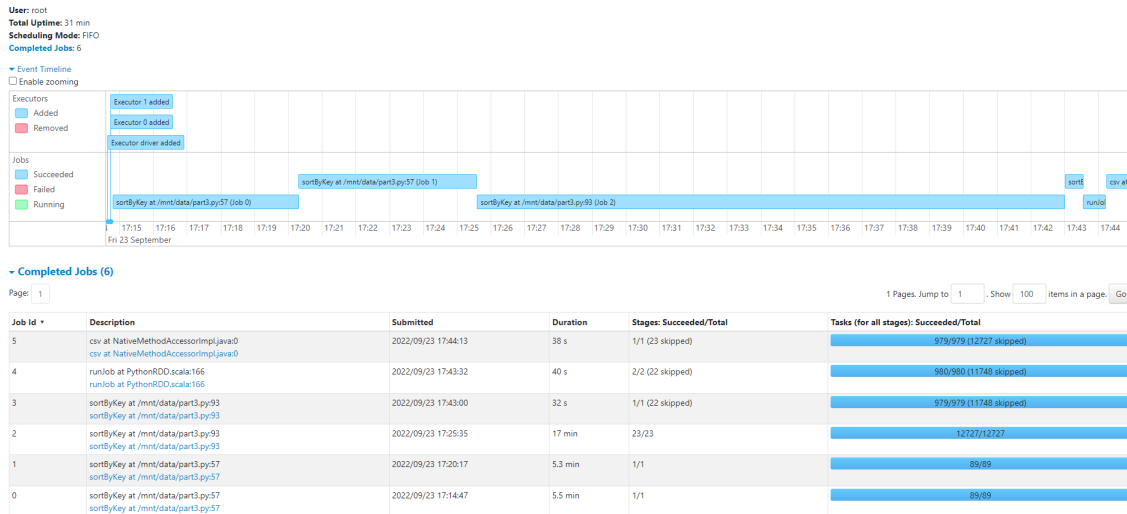 User: root
Total Uptime: 31 min
Scheduling Mode: FIFO
Completed Jobs: 6
Event Timeline
Enable zooming
Executors
Added
Removed
Executor 1 added
Executor 0 added
Executor driver added
Jobs
Succeeded
Failed
Running
sortByKey at /mnt/data/part3.py:57 (Job 1)
sortByKey at /mnt/data/part3.py:57 (Job 0)
sortByKey at /mnt/data/part3.py:93 (Job 2)
sortE
csv at
runJol
17:15 17:16 17:17 17:18 17:19 17:20 17:21 17:22 17:23 17:24 17:25 17:26 17:27 17:28 17:29 17:30 17:31 17:32 17:33 17:34 17:35 17:36 17:37 17:38 17:39 17:40 17:41 17:42 17:43 17:44
Fri 23 September
Completed Jobs (6)
Page: 1 1 Pages. Jump to 1 . Show 100 items in a page. Go
Job Id ▾ Description Submitted Duration Stages: Succeeded/Total Tasks (for all stages): Succeeded/Total
5 csv at NativeMethodAccessorImpl.java:0 2022/09/23 17:44:13 38 s 1/1 (23 skipped) 979/979 (12727 skipped)
csv at NativeMethodAccessorImpl.java:0
4 runJob at PythonRDD.scala:166 2022/09/23 17:43:32 40 s 2/2 (22 skipped) 980/980 (11748 skipped)
runJob at PythonRDD.scala:166
3 sortByKey at /mnt/data/part3.py:93 2022/09/23 17:43:00 32 s 1/1 (22 skipped) 979/979 (11748 skipped)
sortByKey at /mnt/data/part3.py:93
2 sortByKey at /mnt/data/part3.py:93 2022/09/23 17:25:35 17 min 23/23 12727/12727
sortByKey at /mnt/data/part3.py:93
1 sortByKey at /mnt/data/part3.py:57 2022/09/23 17:20:17 5.3 min 1/1 89/89
sortByKey at /mnt/data/part3.py:57
0 sortByKey at /mnt/data/part3.py:57 2022/09/23 17:14:47 5.5 min 1/1 89/89
sortByKey at /mnt/data/part3.py:57